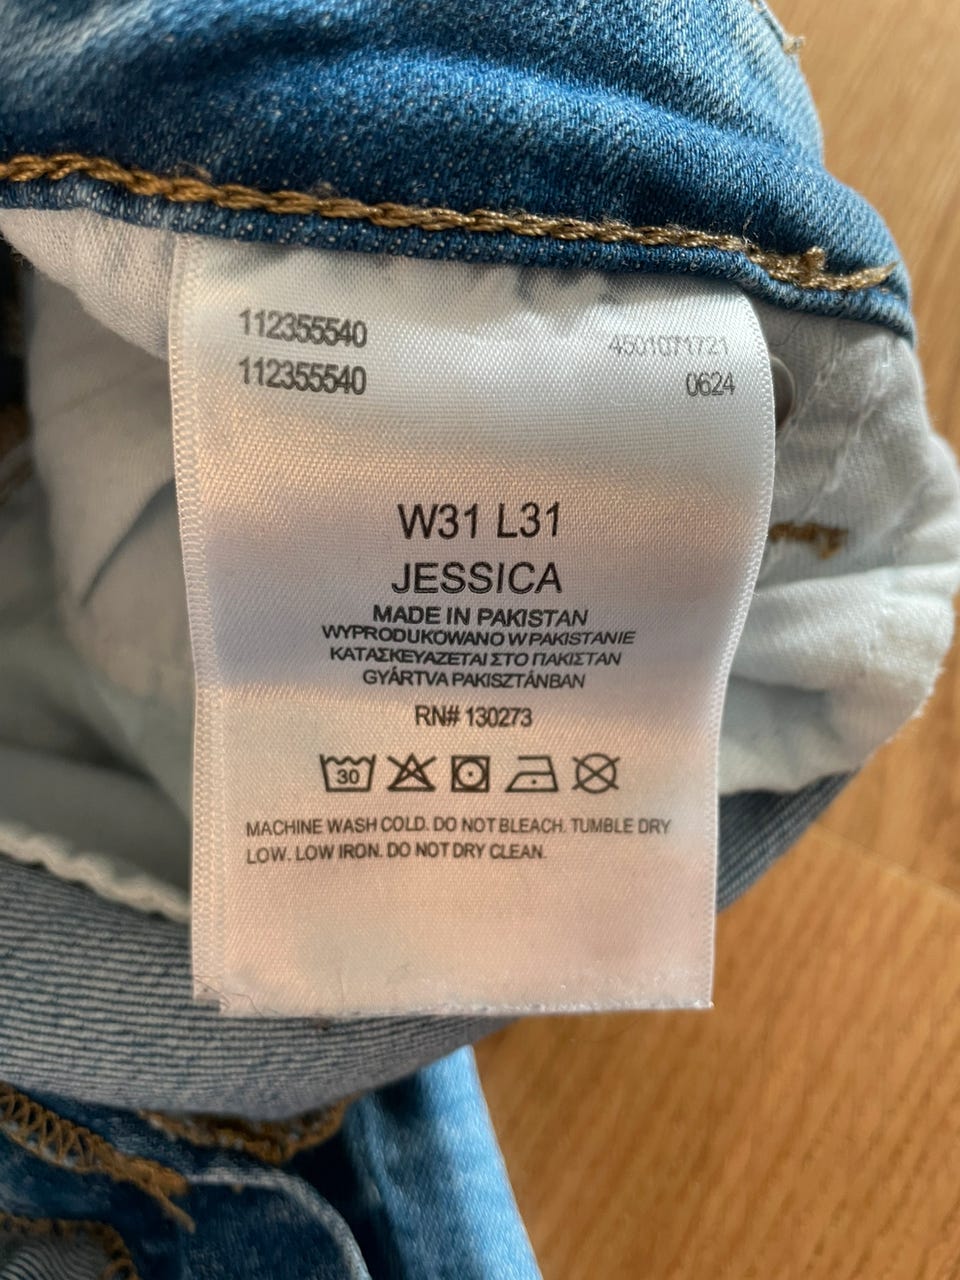 112355540 4501071721
112355540 0624
W31 L31
JESSICA
MADE IN PAKISTAN
WYPRODUKOWANO W PAKISTANIE
ΚΑΤΑΣΚΕΥΑΖΕΤΑΙ ΣΤΟ ΠΑΚΙΣΤΑΝ
GYÁRTVA PAKISZTÁNBAN
RN# 130273
30
MACHINE WASH COLD. DO NOT BLEACH. TUMBLE DRY
LOW. LOW IRON. DO NOT DRY CLEAN.